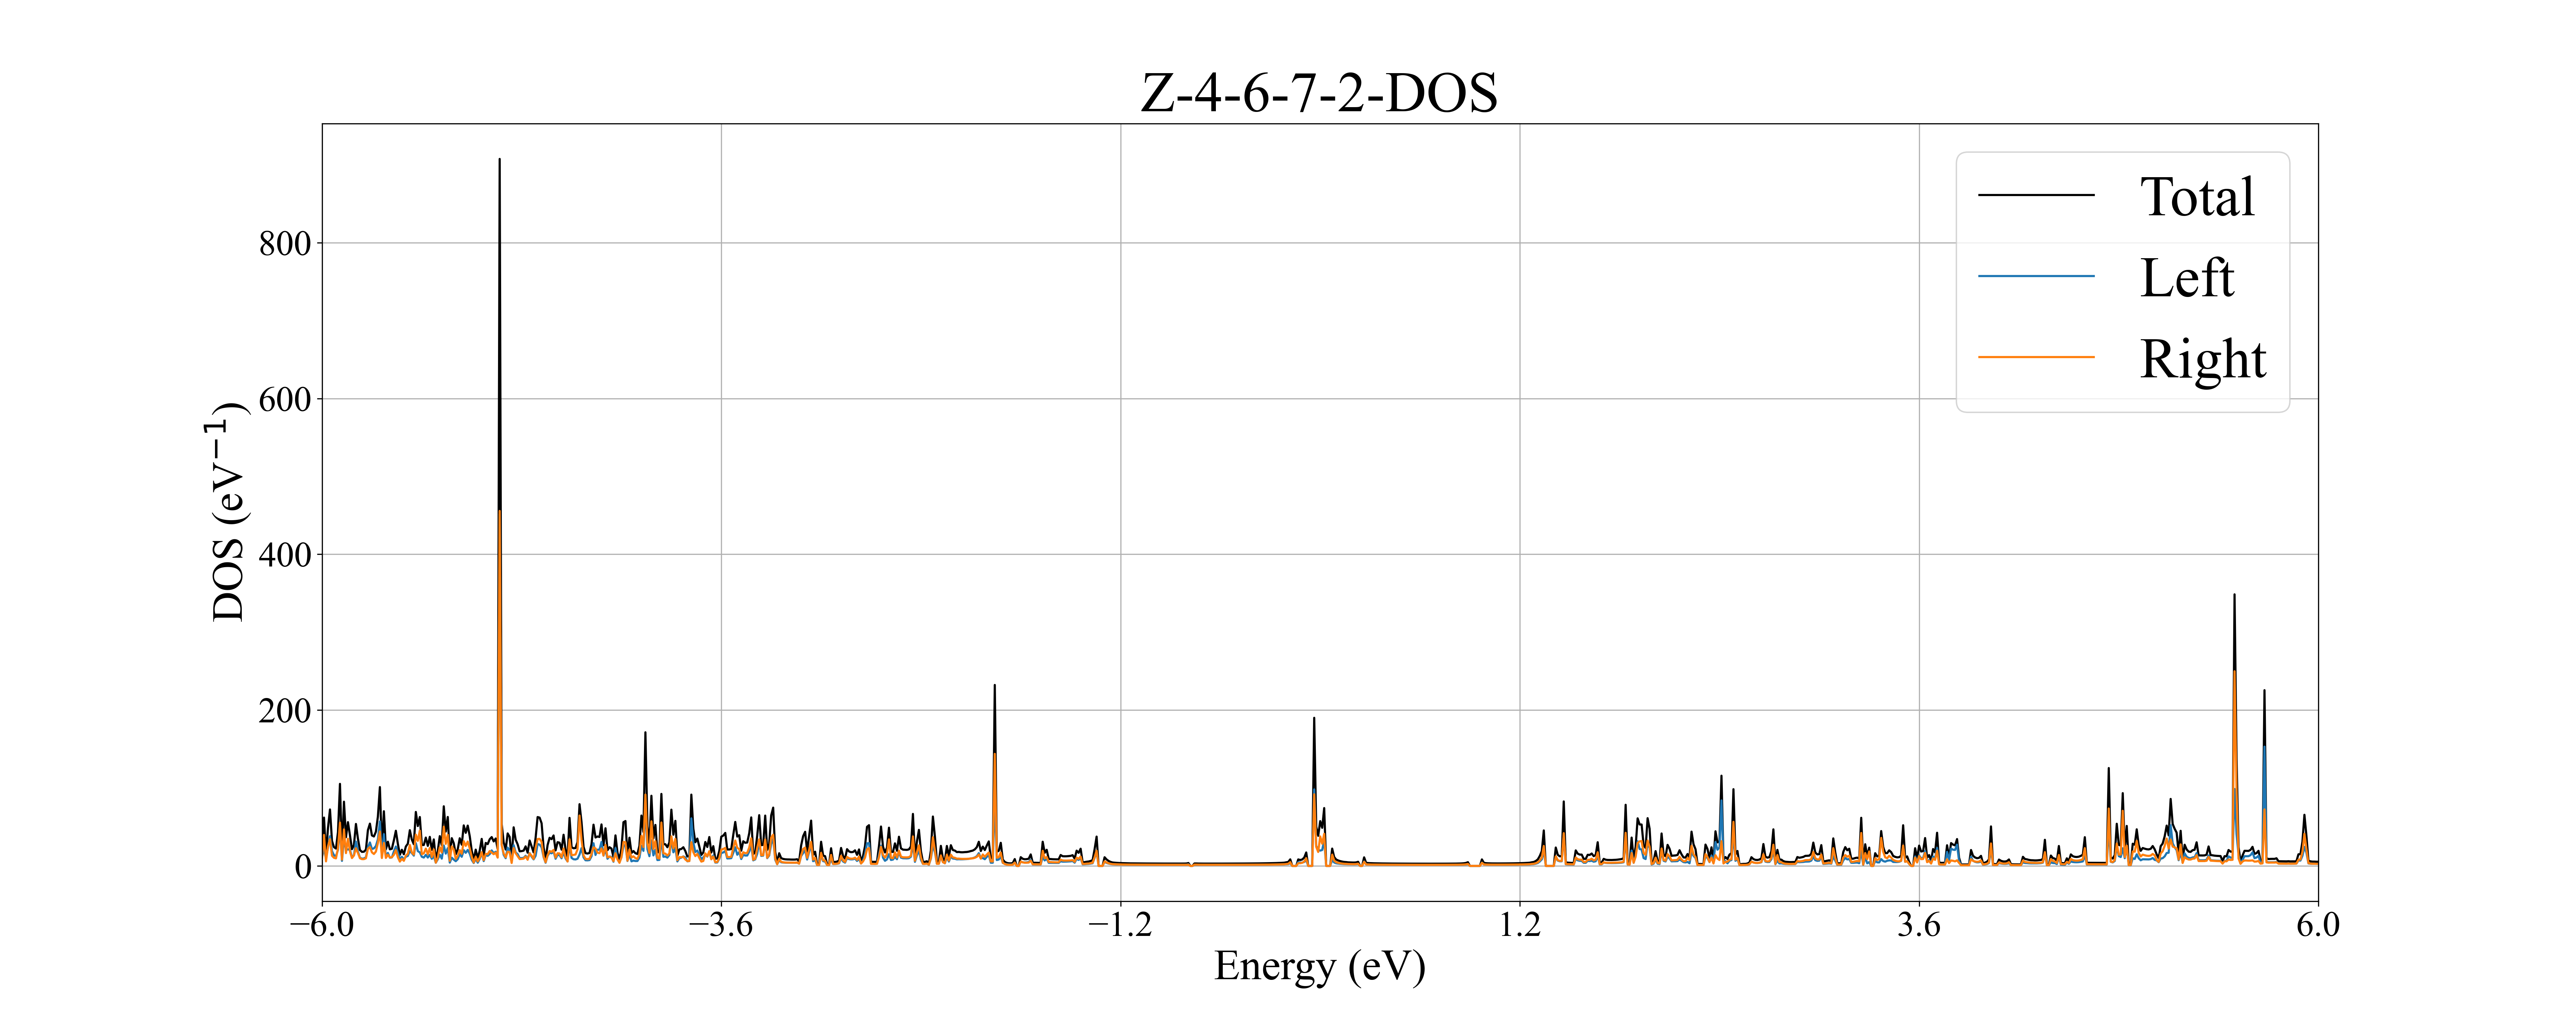 Z-4-6-7-2-DOS
Total
Left
Right
DOS (eV⁻¹)
800
600
400
200
0
−6.0 −3.6 −1.2 1.2 3.6 6.0
Energy (eV)